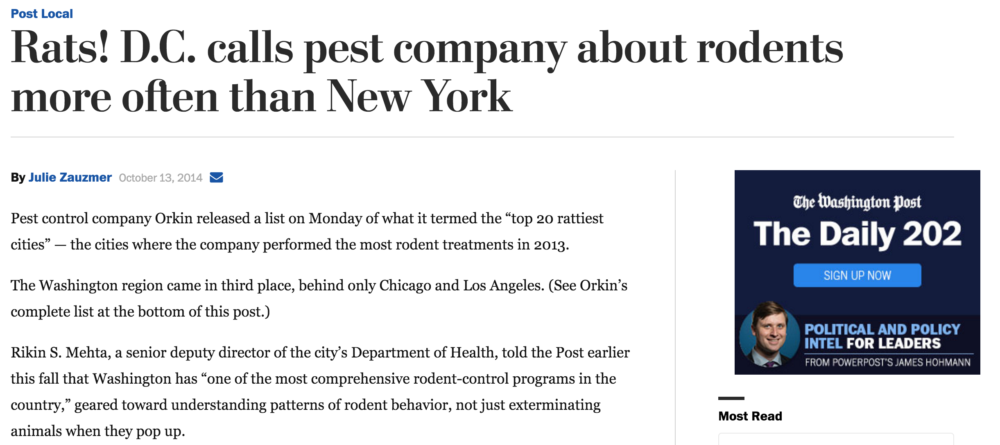 Post Local
Rats! D.C. calls pest company about rodents
more often than New York
By Julie Zauzmer October 13, 2014
Pest control company Orkin released a list on Monday of what it termed the “top 20 rattiest
cities” — the cities where the company performed the most rodent treatments in 2013.
The Washington region came in third place, behind only Chicago and Los Angeles. (See Orkin’s
complete list at the bottom of this post.)
Rikin S. Mehta, a senior deputy director of the city’s Department of Health, told the Post earlier
this fall that Washington has “one of the most comprehensive rodent-control programs in the
country,” geared toward understanding patterns of rodent behavior, not just exterminating
animals when they pop up.
The Washington Post
The Daily 202
SIGN UP NOW
POLITICAL AND POLICY
INTEL FOR LEADERS
FROM POWERPOST'S JAMES HOHMANN
Most Read